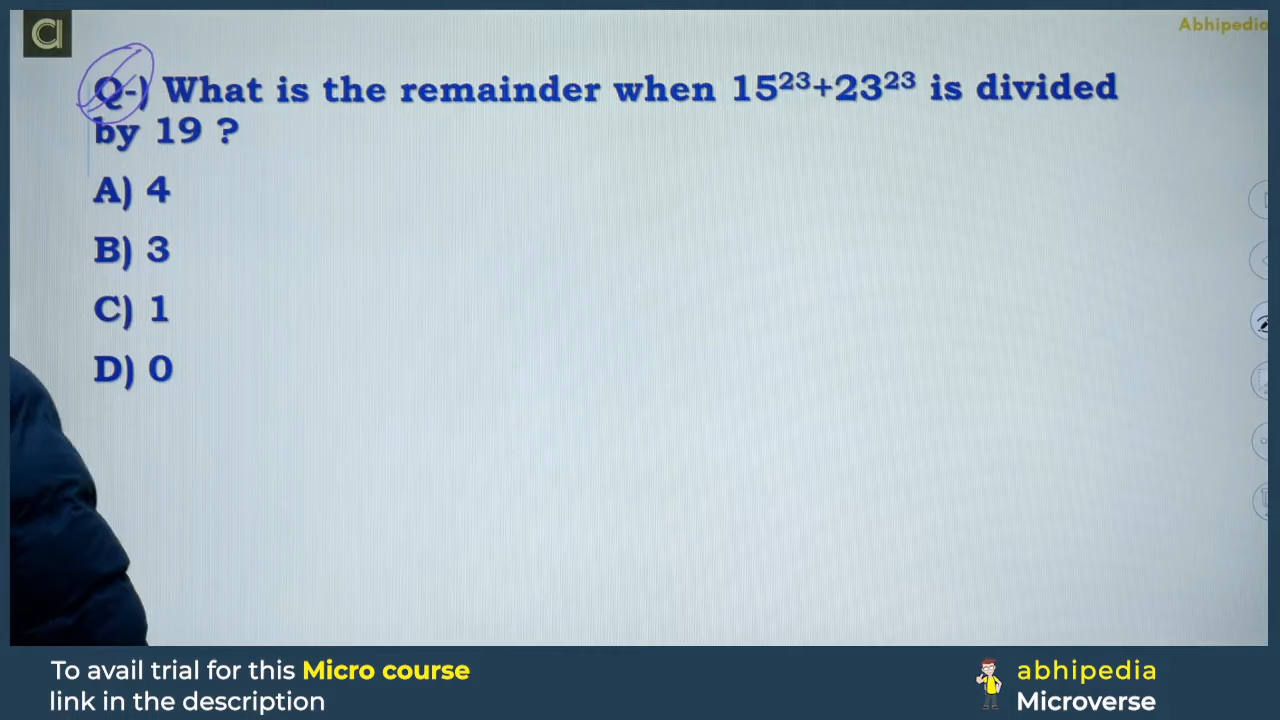 Abhipedia
Q-) What is the remainder when 15²³+23²³ is divided
by 19 ?
A) 4
B) 3
C) 1
D) 0
To avail trial for this Micro course
link in the description
abhipedia
Microverse